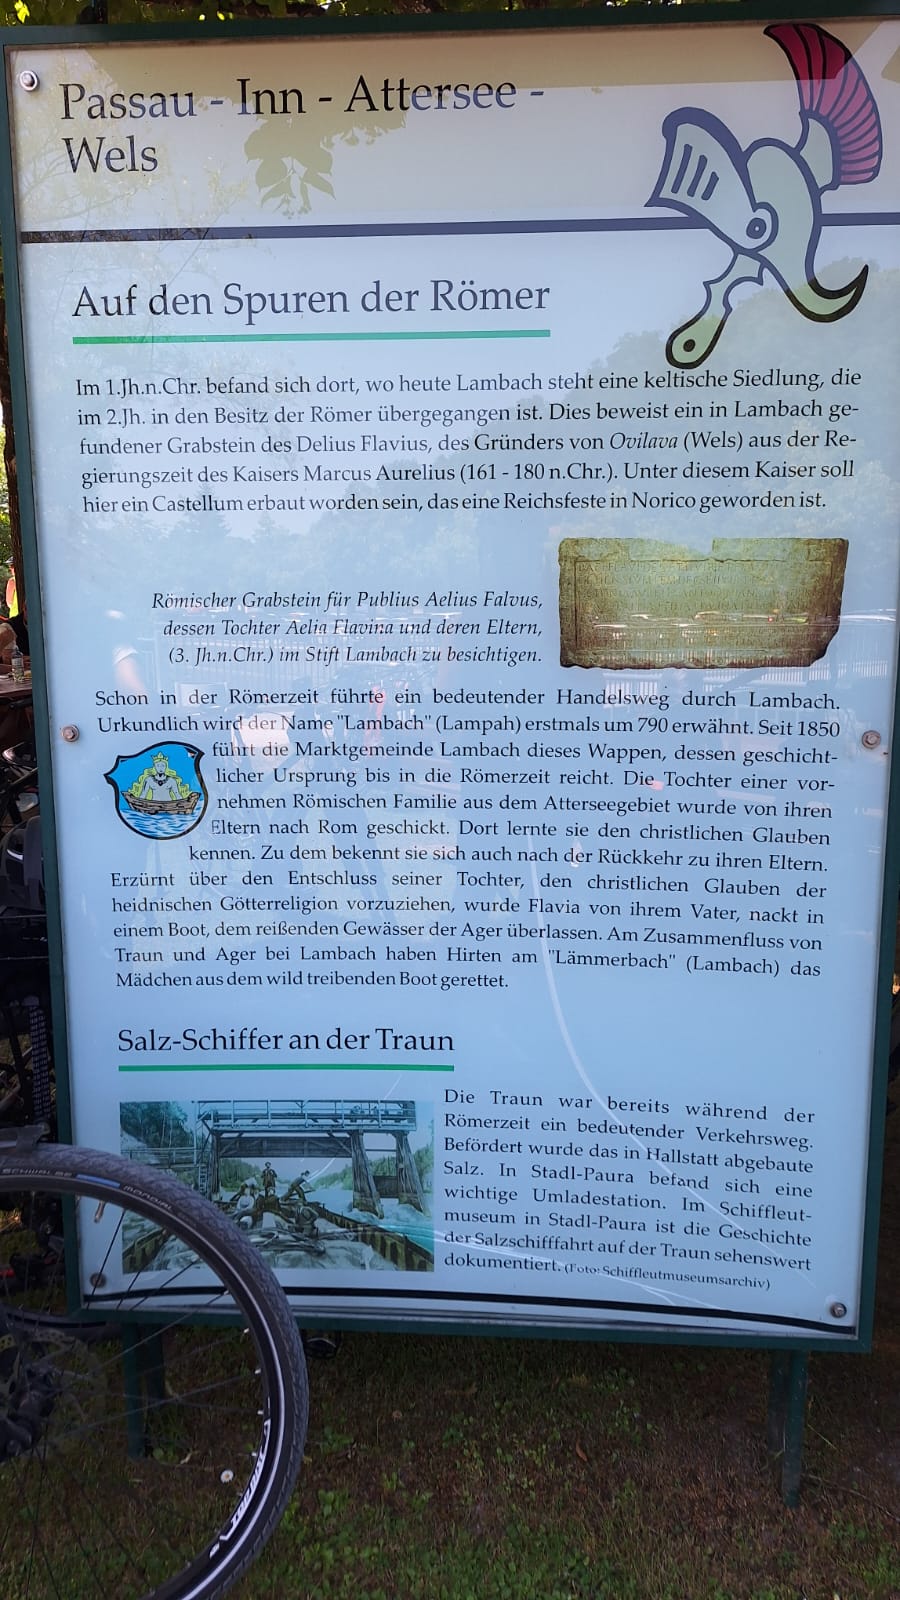 Passau - Inn - Attersee -
Wels
Auf den Spuren der Römer
Im 1.Jh.n.Chr. befand sich dort, wo heute Lambach steht eine keltische Siedlung, die
im 2.Jh. in den Besitz der Römer übergegangen ist. Dies beweist ein in Lambach ge-
fundener Grabstein des Delius Flavius, des Gründers von Ovilava (Wels) aus der Re-
gierungszeit des Kaisers Marcus Aurelius (161 - 180 n.Chr.). Unter diesem Kaiser soll
hier ein Castellum erbaut worden sein, das eine Reichsfeste in Norico geworden ist.
Römischer Grabstein für Publius Aelius Falvus,
dessen Tochter Aelia Flavina und deren Eltern,
(3. Jh.n.Chr.) im Stift Lambach zu besichtigen.
Schon in der Römerzeit führte ein bedeutender Handelsweg durch Lambach.
Urkundlich wird der Name "Lambach" (Lampah) erstmals um 790 erwähnt. Seit 1850
führt die Marktgemeinde Lambach dieses Wappen, dessen geschicht-
licher Ursprung bis in die Römerzeit reicht. Die Tochter einer vor-
nehmen Römischen Familie aus dem Atterseegebiet wurde von ihren
Eltern nach Rom geschickt. Dort lernte sie den christlichen Glauben
kennen. Zu dem bekennt sie sich auch nach der Rückkehr zu ihren Eltern.
Erzürnt über den Entschluss seiner Tochter, den christlichen Glauben der
heidnischen Götterreligion vorzuziehen, wurde Flavia von ihrem Vater, nackt in
einem Boot, dem reißenden Gewässer der Ager überlassen. Am Zusammenfluss von
Traun und Ager bei Lambach haben Hirten am "Lämmerbach" (Lambach) das
Mädchen aus dem wild treibenden Boot gerettet.
Salz-Schiffer an der Traun
Die Traun war bereits während der
Römerzeit ein bedeutender Verkehrsweg.
Befördert wurde das in Hallstatt abgebaute
Salz. In Stadl-Paura befand sich eine
wichtige Umladestation. Im Schiffleut-
museum in Stadl-Paura ist die Geschichte
der Salzschifffahrt auf der Traun sehenswert
dokumentiert. (Foto: Schiffleutmuseumsarchiv)
SCHWALBE MONDIAL